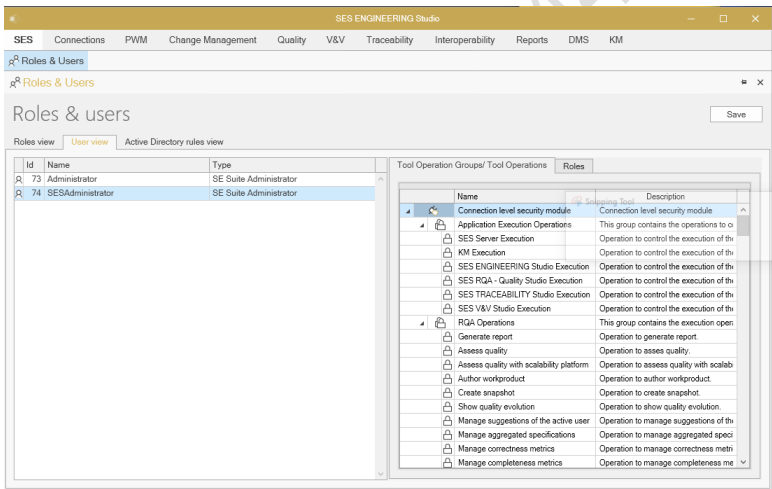 SES ENGINEERING Studio
SES Connections PWM Change Management Quality V&V Traceability Interoperability Reports DMS KM
Roles & Users
Roles & Users
Roles & users
Save
Roles view User view Active Directory rules view
Id Name Type
73 Administrator SE Suite Administrator
74 SESAdministrator SE Suite Administrator
Tool Operation Groups/ Tool Operations Roles
Name Description
Snipping Tool
Connection level security module Connection level security module
Application Execution Operations This group contains the operations to co
SES Server Execution Operation to control the execution of the
KM Execution Operation to control the execution of the
SES ENGINEERING Studio Execution Operation to control the execution of the
SES RQA - Quality Studio Execution Operation to control the execution of the
SES TRACEABILITY Studio Execution Operation to control the execution of the
SES V&V Studio Execution Operation to control the execution of the
RQA Operations This group contains the execution opera
Generate report Operation to generate report.
Assess quality Operation to asses quality.
Assess quality with scalability platform Operation to assess quality with scalabi
Author workproduct Operation to author workproduct.
Create snapshot Operation to create snapshot.
Show quality evolution Operation to show quality evolution.
Manage suggestions of the active user Operation to manage suggestions of the
Manage aggregated specifications Operation to manage aggregated speci
Manage correctness metrics Operation to manage correctness metri
Manage completeness metrics Operation to manage completeness me